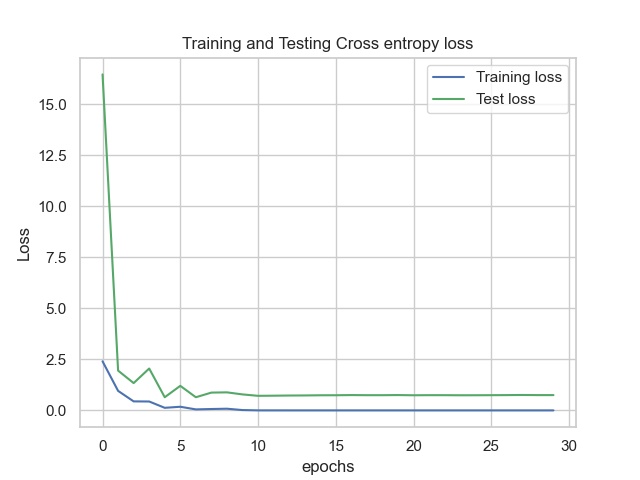 Training and Testing Cross entropy loss
Training loss
Test loss
15.0
12.5
10.0
7.5
5.0
2.5
0.0
Loss
0 5 10 15 20 25 30
epochs